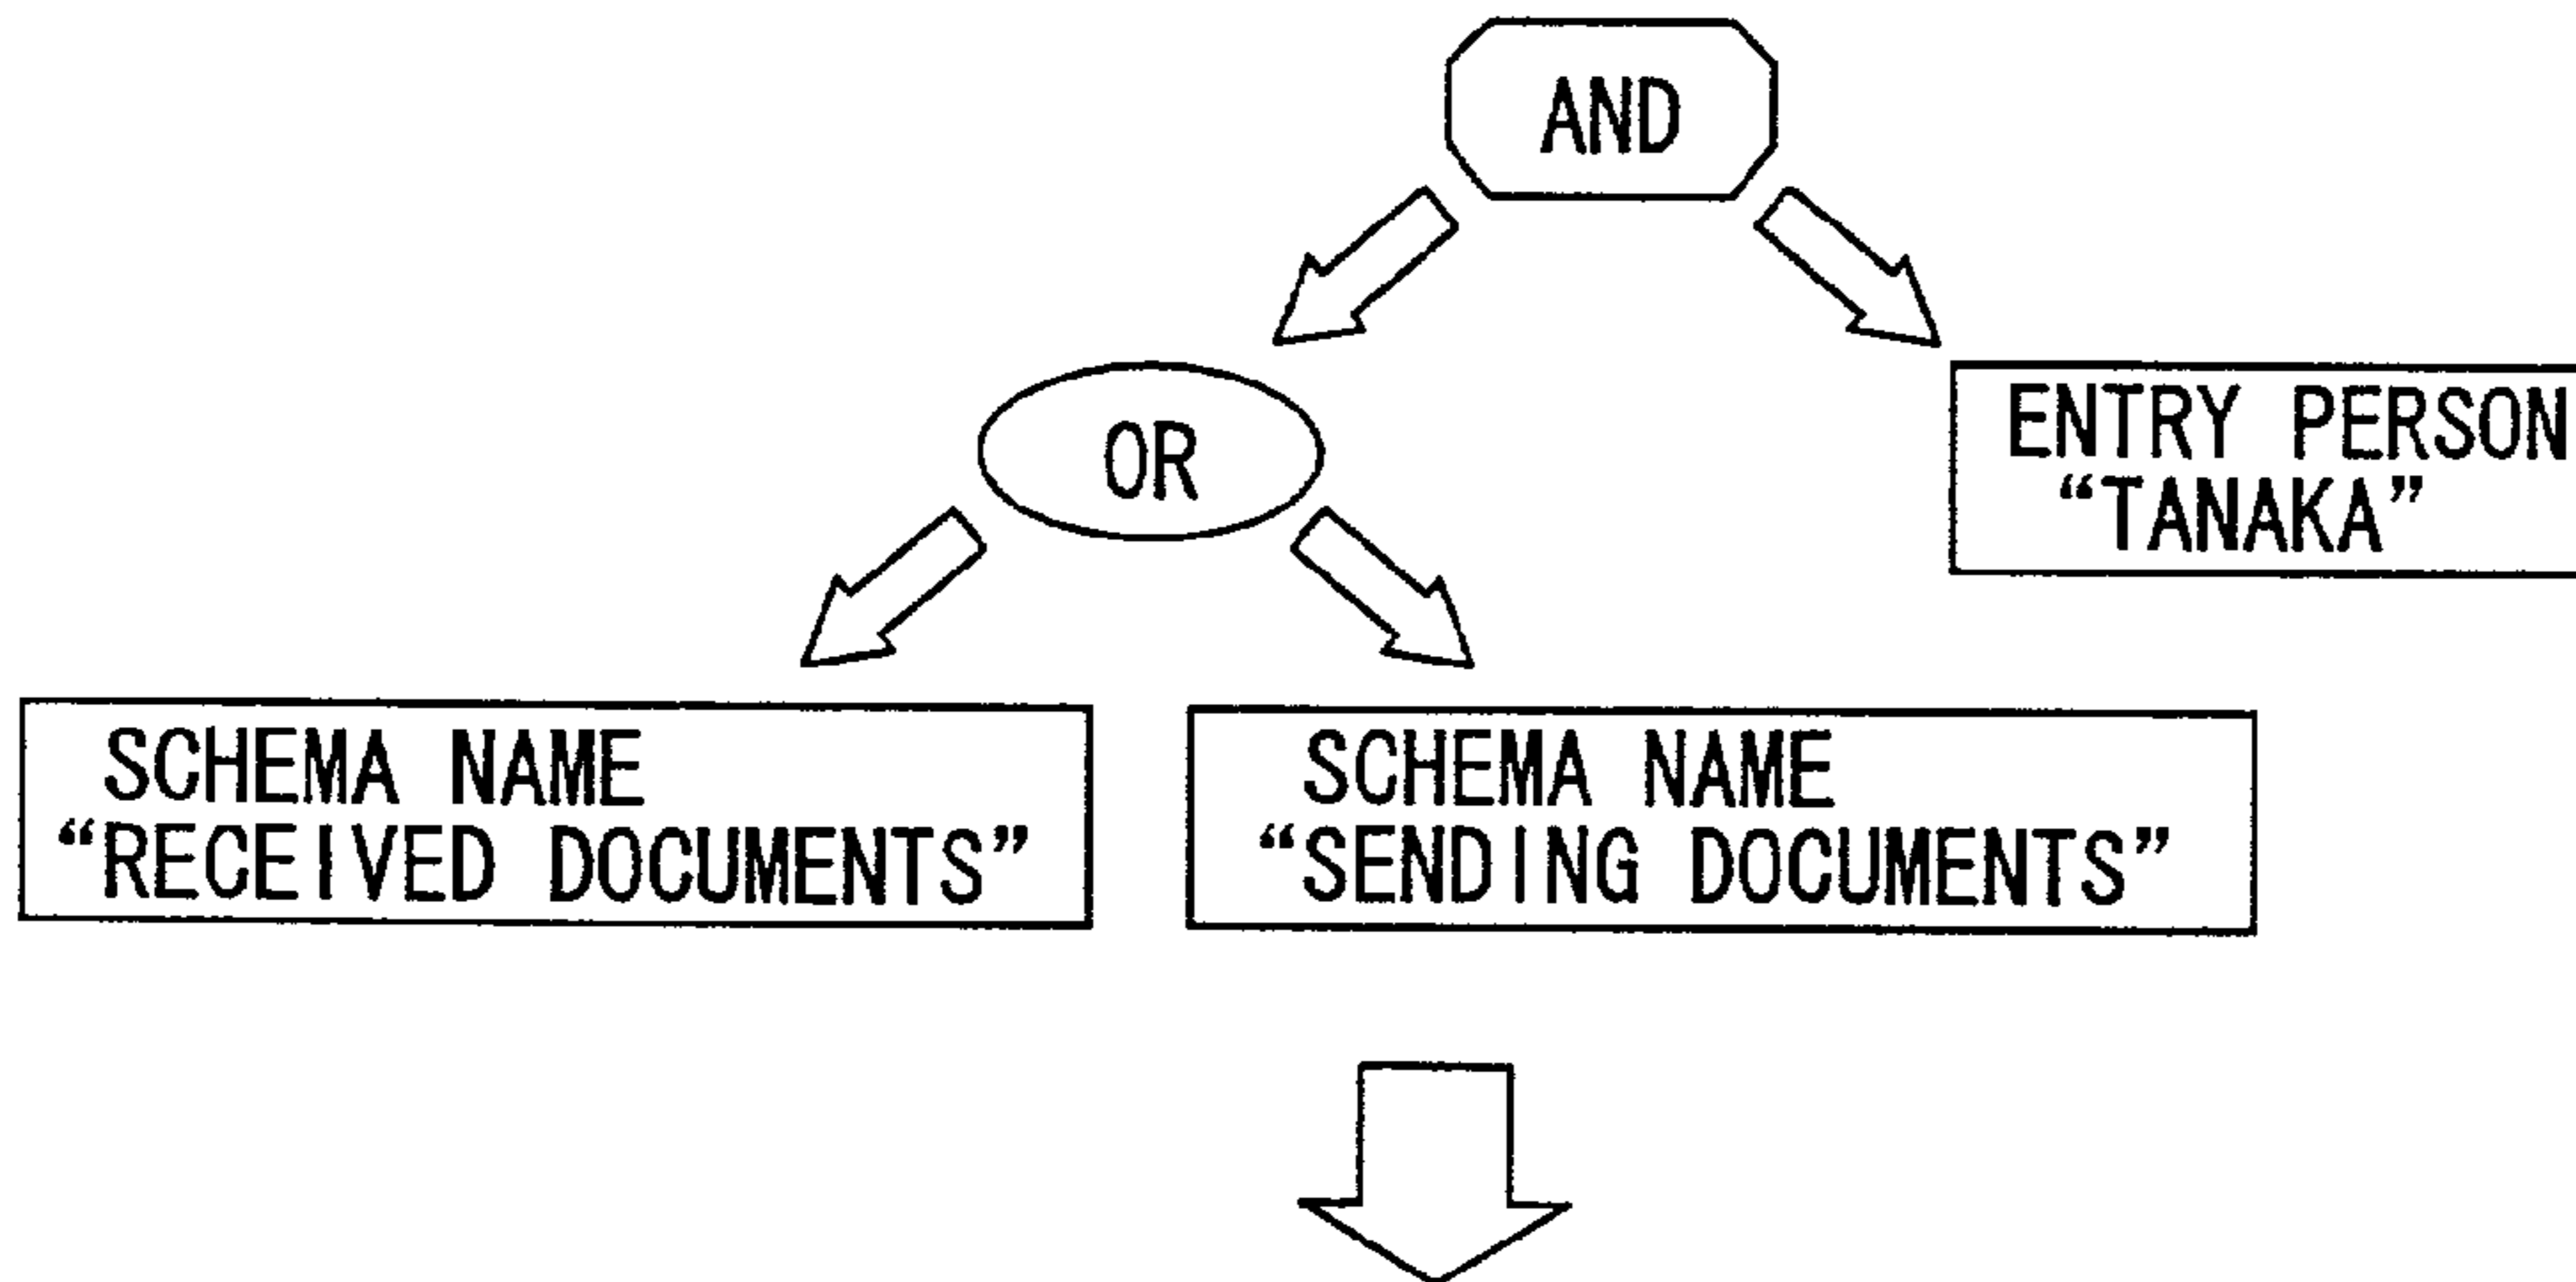 AND
OR
ENTRY PERSON
“TANAKA”
SCHEMA NAME
“RECEIVED DOCUMENTS”
SCHEMA NAME
“SENDING DOCUMENTS”